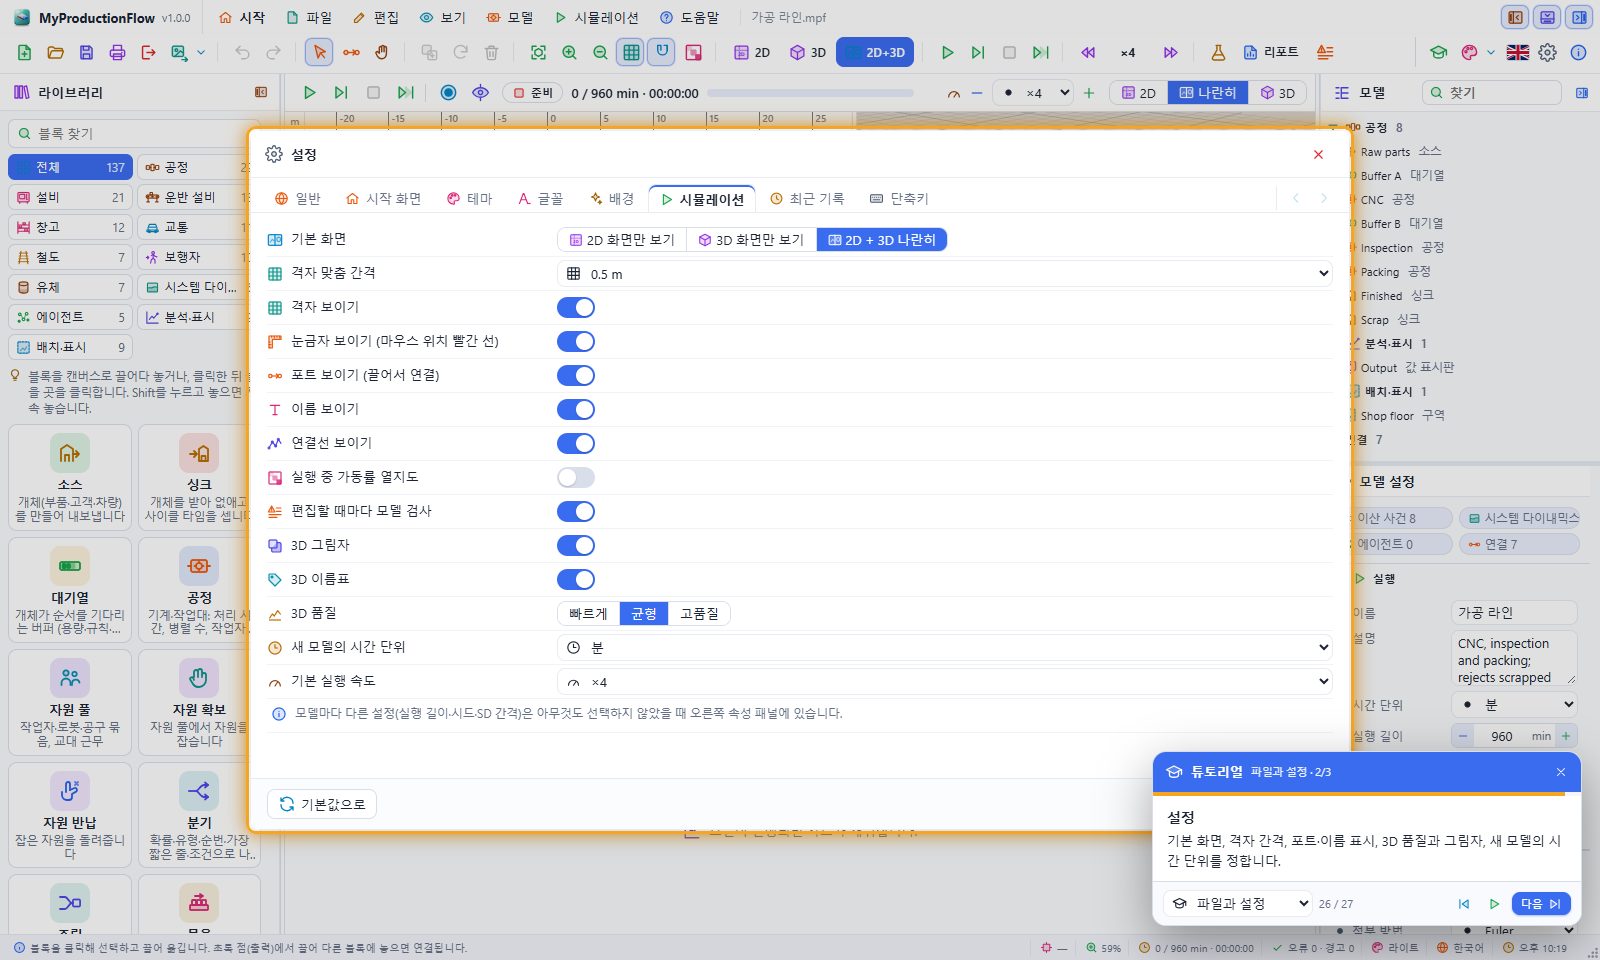 MyProductionFlow v1.0.0
시작 파일 편집 보기 모델 시뮬레이션 도움말 가공 라인.mpf
2D 3D 2D+3D ×4 리포트
라이브러리
준비 0 / 960 min · 00:00:00 ×4 2D 나란히 3D
모델 찾기
블록 찾기
m -20 -15 -10 -5 0 5 10 15 20 25
전체 137 공정
설비 21 운반 설비
창고 12 교통
철도 7 보행자
유체 7 시스템 다이...
에이전트 5 분석·표시
배치·표시 9
블록을 캔버스로 끌어다 놓거나, 클릭한 뒤
을 곳을 클릭합니다. Shift를 누르고 놓으면
속 놓습니다.
소스
개체(부품·고객·차량)
를 만들어 내보냅니다
싱크
개체를 받아 없애고
사이클 타임을 셉니
대기열
개체가 순서를 기다리
는 버퍼 (용량·규칙·...
공정
기계·작업대: 처리 시
간, 병렬 수, 작업자
자원 풀
작업자·로봇·공구 묶
음, 교대 근무
자원 확보
자원 풀에서 자원을
잡습니다
자원 반납
잡은 자원을 돌려줍니
다
분기
확률·유형·순번·가장
짧은 줄·조건으로 나..
설정
일반 시작 화면 테마 글꼴 배경 시뮬레이션 최근 기록 단축키
기본 화면 2D 화면만 보기 3D 화면만 보기 2D + 3D 나란히
격자 맞춤 간격 0.5 m
격자 보이기
눈금자 보이기 (마우스 위치 빨간 선)
포트 보이기 (끌어서 연결)
이름 보이기
연결선 보이기
실행 중 가동률 열지도
편집할 때마다 모델 검사
3D 그림자
3D 이름표
3D 품질 빠르게 균형 고품질
새 모델의 시간 단위 분
기본 실행 속도 ×4
모델마다 다른 설정(실행 길이·시드·SD 간격)은 아무것도 선택하지 않았을 때 오른쪽 속성 패널에 있습니다.
기본값으로
공정 8
Raw parts 소스
Buffer A 대기열
CNC 공정
Buffer B 대기열
Inspection 공정
Packing 공정
Finished 싱크
Scrap 싱크
분석·표시 1
Output 값 표시판
배치·표시 1
Shop floor 구역
결 7
모델 설정
이산 사건 8 시스템 다이내믹스
에이전트 0 연결 7
실행
이름 가공 라인
설명 CNC, inspection
and packing;
rejects scrapped
시간 단위 분
실행 길이 960 min
Euler
튜토리얼 파일과 설정 · 2/3
설정
기본 화면, 격자 간격, 포트·이름 표시, 3D 품질과 그림자, 새 모델의 시
간 단위를 정합니다.
파일과 설정 26 / 27 다음
블록을 클릭해 선택하고 끌어 옮깁니다. 초록 점(출력)에서 끌어 다른 블록에 놓으면 연결됩니다.
— 59% 0 / 960 min · 00:00:00 오류 0 · 경고 0 라이트 한국어 오후 10:19